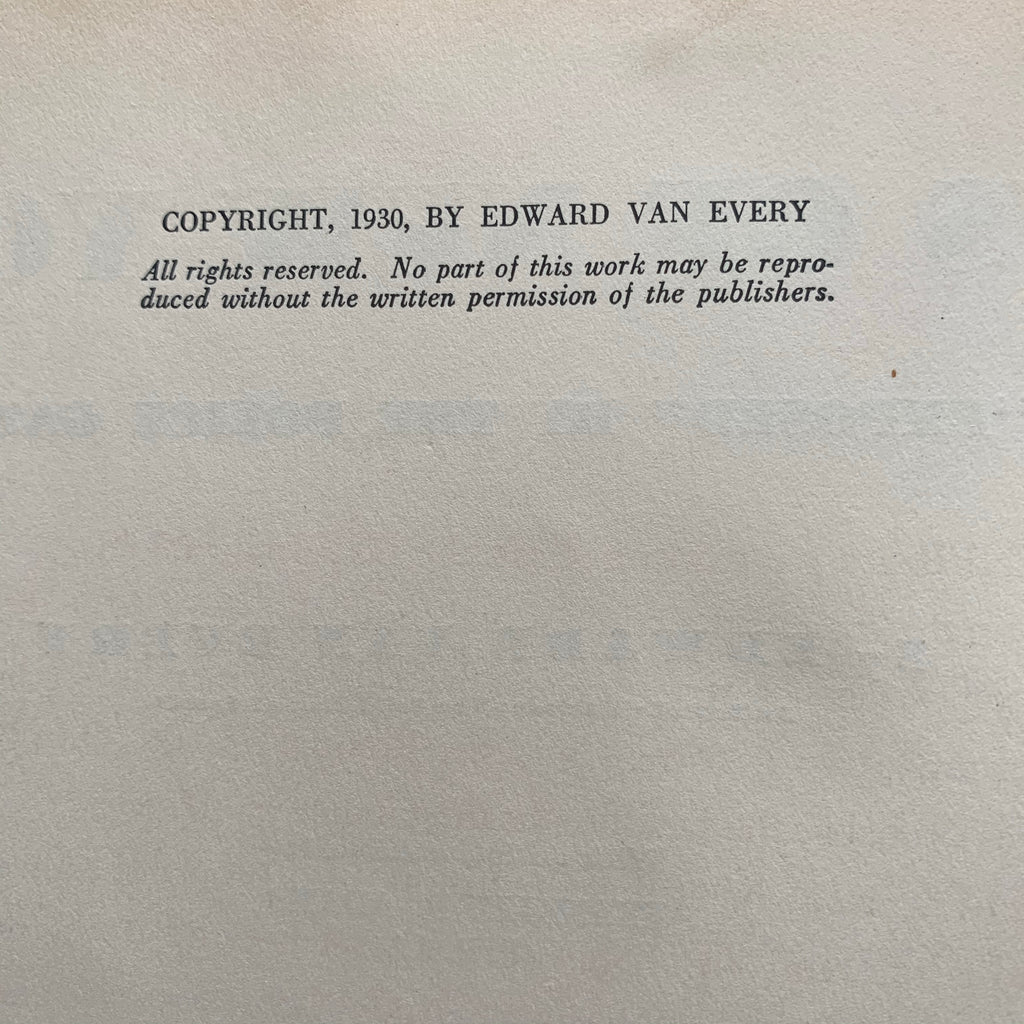 COPYRIGHT, 1930, BY EDWARD VAN EVERY
All rights reserved. No part of this work may be repro-
duced without the written permission of the publishers.